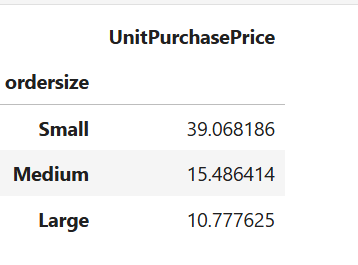 UnitPurchasePrice
ordersize
Small 39.068186
Medium 15.486414
Large 10.777625